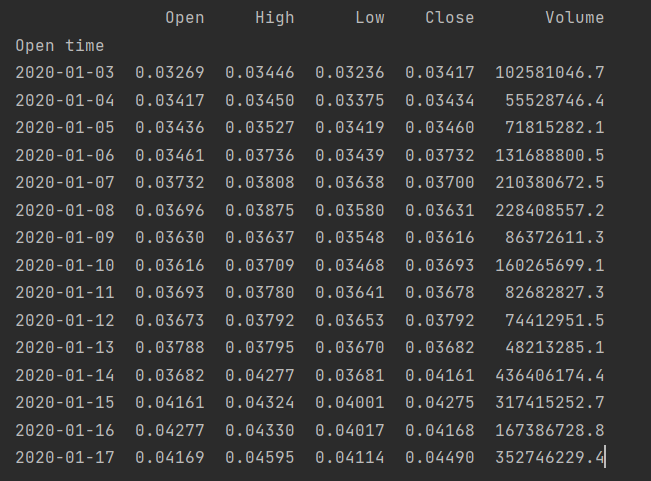 Open High Low Close Volume
Open time
2020-01-03 0.03269 0.03446 0.03236 0.03417 102581046.7
2020-01-04 0.03417 0.03450 0.03375 0.03434 55528746.4
2020-01-05 0.03436 0.03527 0.03419 0.03460 71815282.1
2020-01-06 0.03461 0.03736 0.03439 0.03732 131688800.5
2020-01-07 0.03732 0.03808 0.03638 0.03700 210380672.5
2020-01-08 0.03696 0.03875 0.03580 0.03631 228408557.2
2020-01-09 0.03630 0.03637 0.03548 0.03616 86372611.3
2020-01-10 0.03616 0.03709 0.03468 0.03693 160265699.1
2020-01-11 0.03693 0.03780 0.03641 0.03678 82682827.3
2020-01-12 0.03673 0.03792 0.03653 0.03792 74412951.5
2020-01-13 0.03788 0.03795 0.03670 0.03682 48213285.1
2020-01-14 0.03682 0.04277 0.03681 0.04161 436406174.4
2020-01-15 0.04161 0.04324 0.04001 0.04275 317415252.7
2020-01-16 0.04277 0.04330 0.04017 0.04168 167386728.8
2020-01-17 0.04169 0.04595 0.04114 0.04490 352746229.4